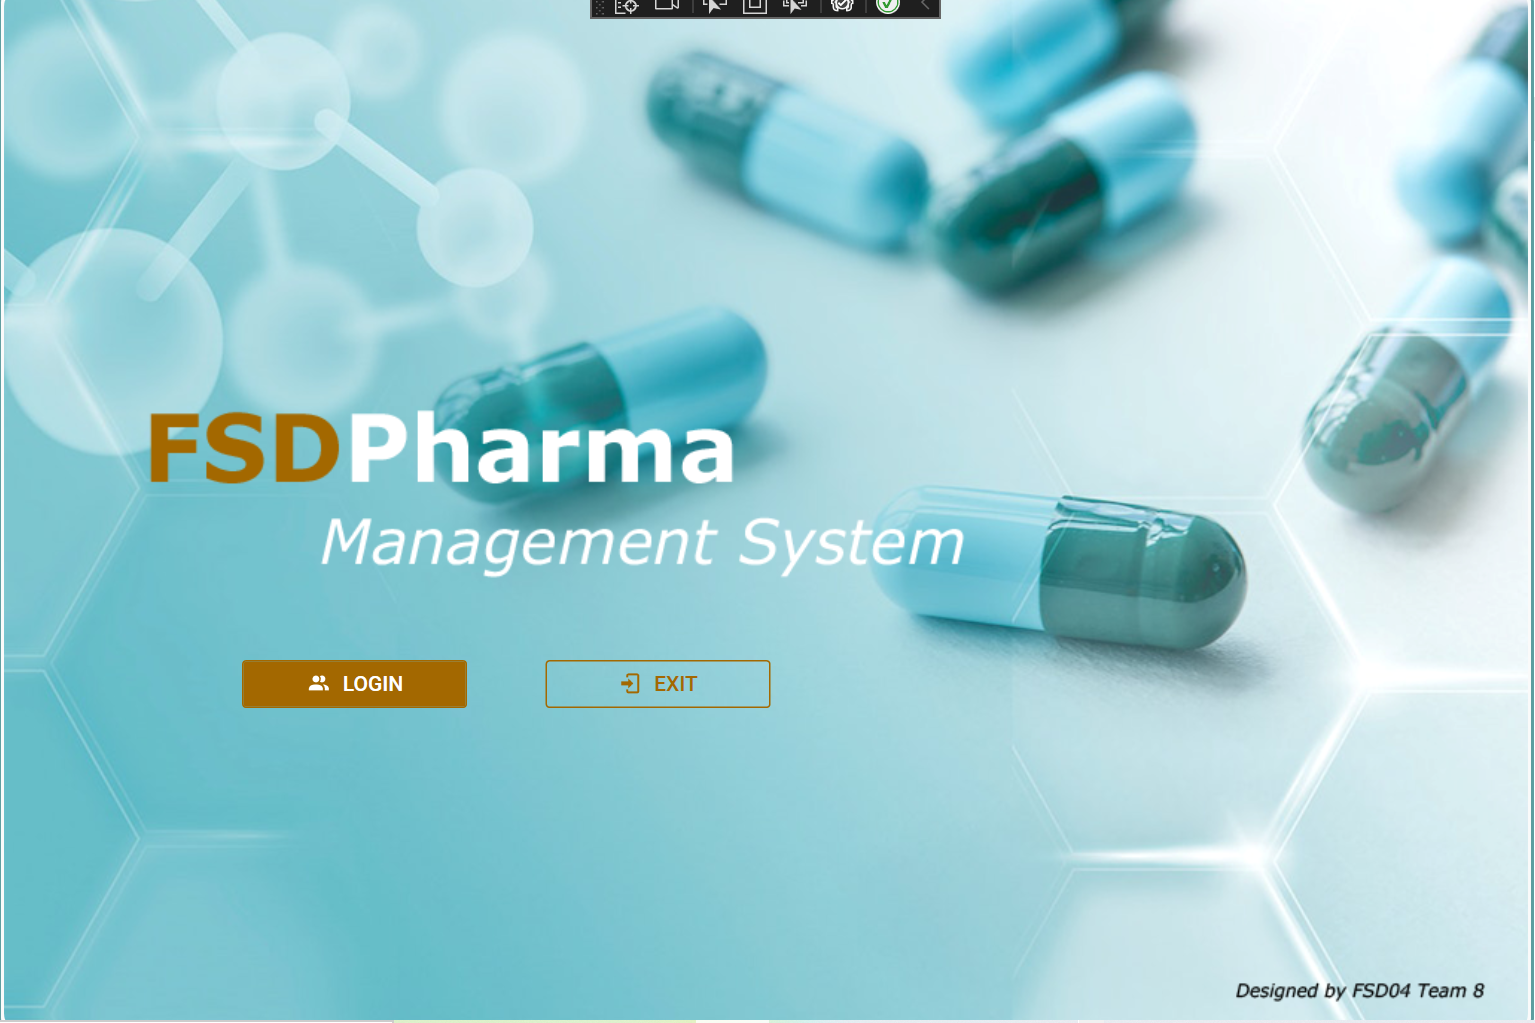 FSDPharma
Management System
LOGIN
EXIT
Designed by FSD04 Team 8